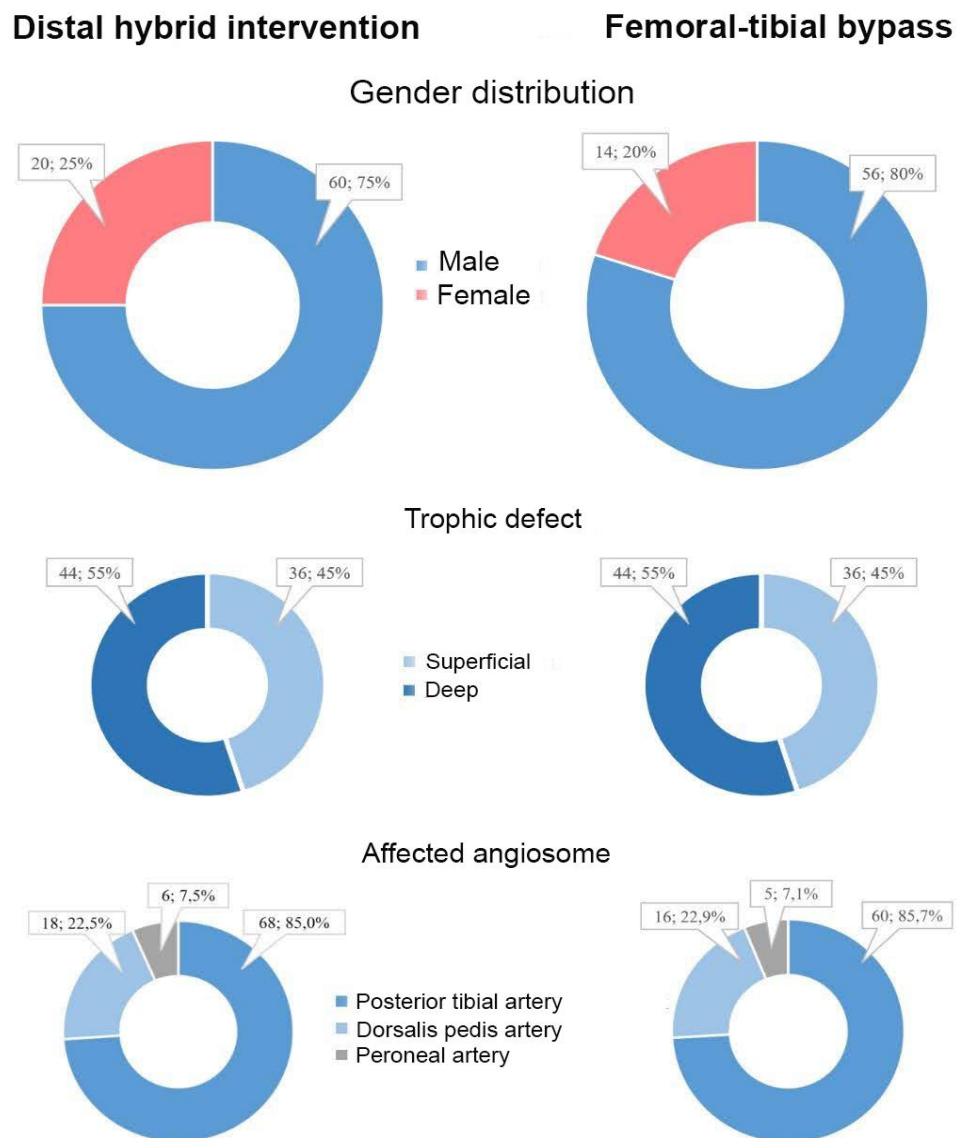 Distal hybrid intervention
Femoral-tibial bypass
Gender distribution
20; 25%
60; 75%
14; 20%
56; 80%
Male
Female
Trophic defect
44; 55%
36; 45%
44; 55%
36; 45%
Superficial
Deep
Affected angiosome
18; 22,5%
6; 7,5%
68; 85,0%
16; 22,9%
5; 7,1%
60; 85,7%
Posterior tibial artery
Dorsalis pedis artery
Peroneal artery